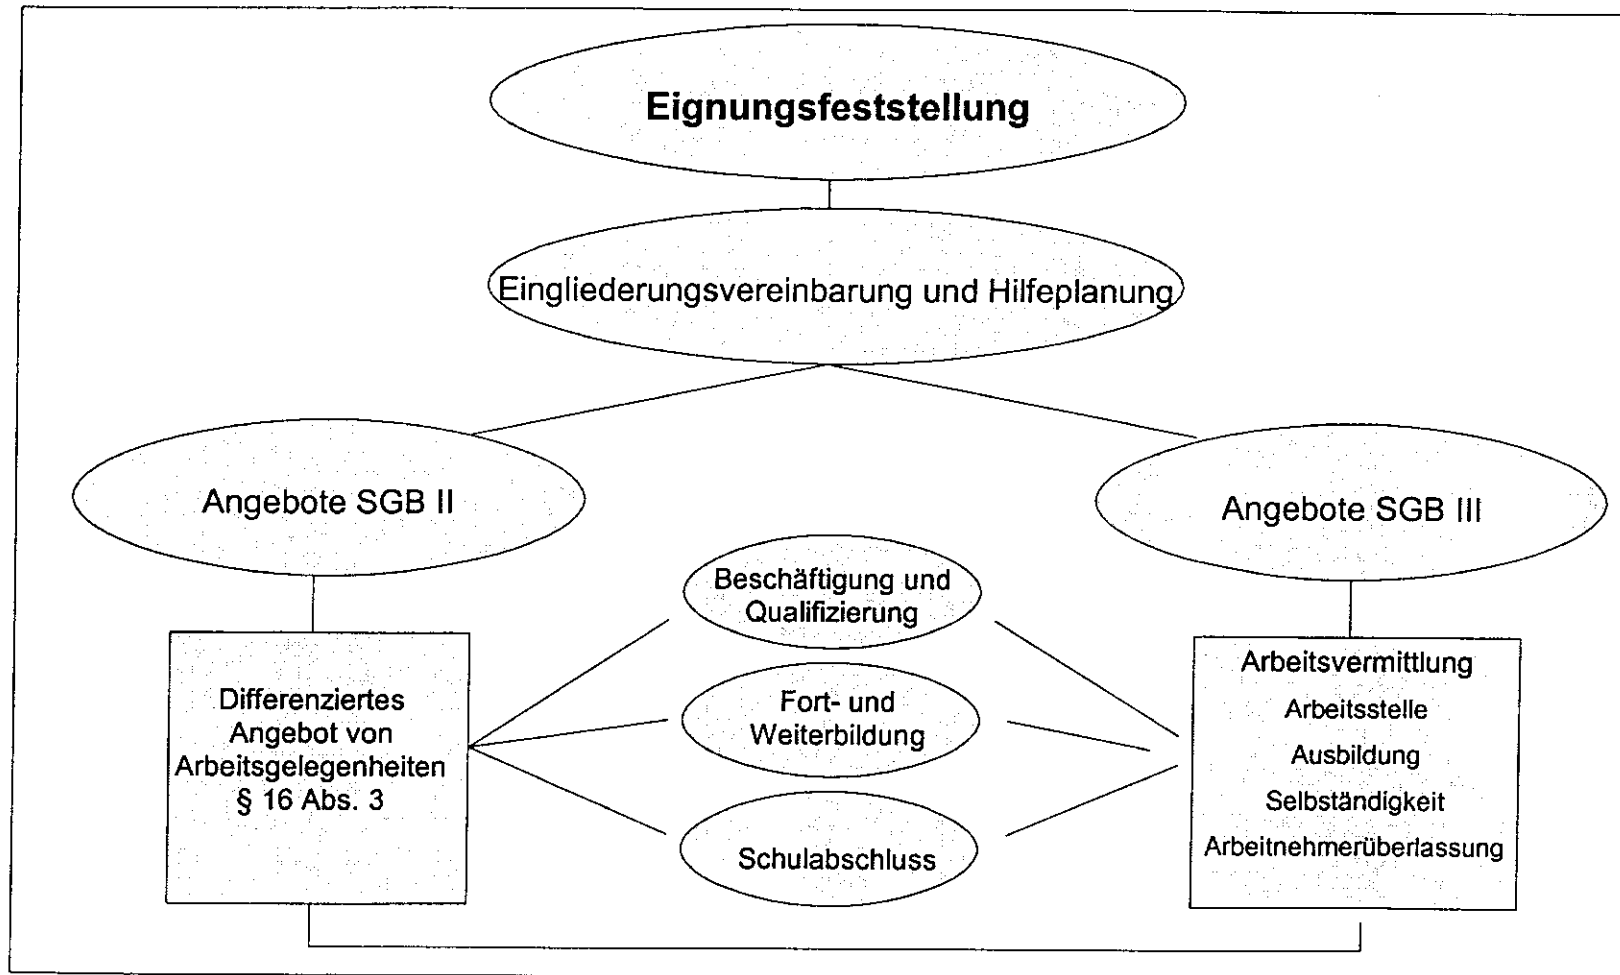 Eignungsfeststellung
Eingliederungsvereinbarung und Hilfeplanung
Angebote SGB II
Angebote SGB III
Beschäftigung und
Qualifizierung
Differenziertes
Angebot von
Arbeitsgelegenheiten
§ 16 Abs. 3
Fort- und
Weiterbildung
Schulabschluss
Arbeitsvermittlung
Arbeitsstelle
Ausbildung
Selbständigkeit
Arbeitnehmerüberlassung